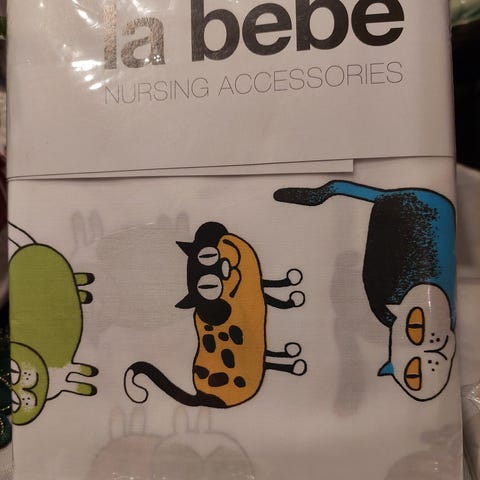 la bebe
NURSING ACCESSORIES